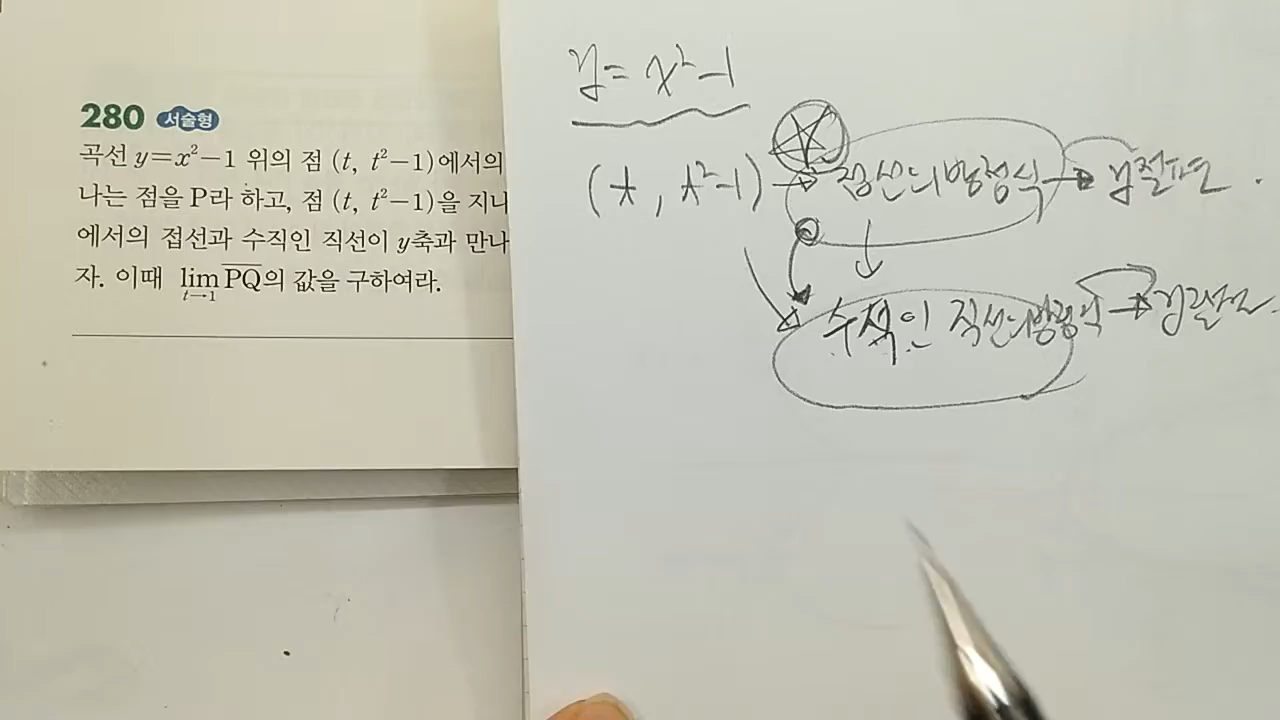 280 서술형
곡선 y=x²-1 위의 점 (t, t²-1)에서의
나는 점을 P라 하고, 점 (t, t²-1)을 지나
에서의 접선과 수직인 직선이 y축과 만나
자. 이때 lim t→1 PQ의 값을 구하여라.
y = x²-1
(t, t²-1) → 접선의 방정식 → y절편.
수직인 직선의 방정식 → y절편.